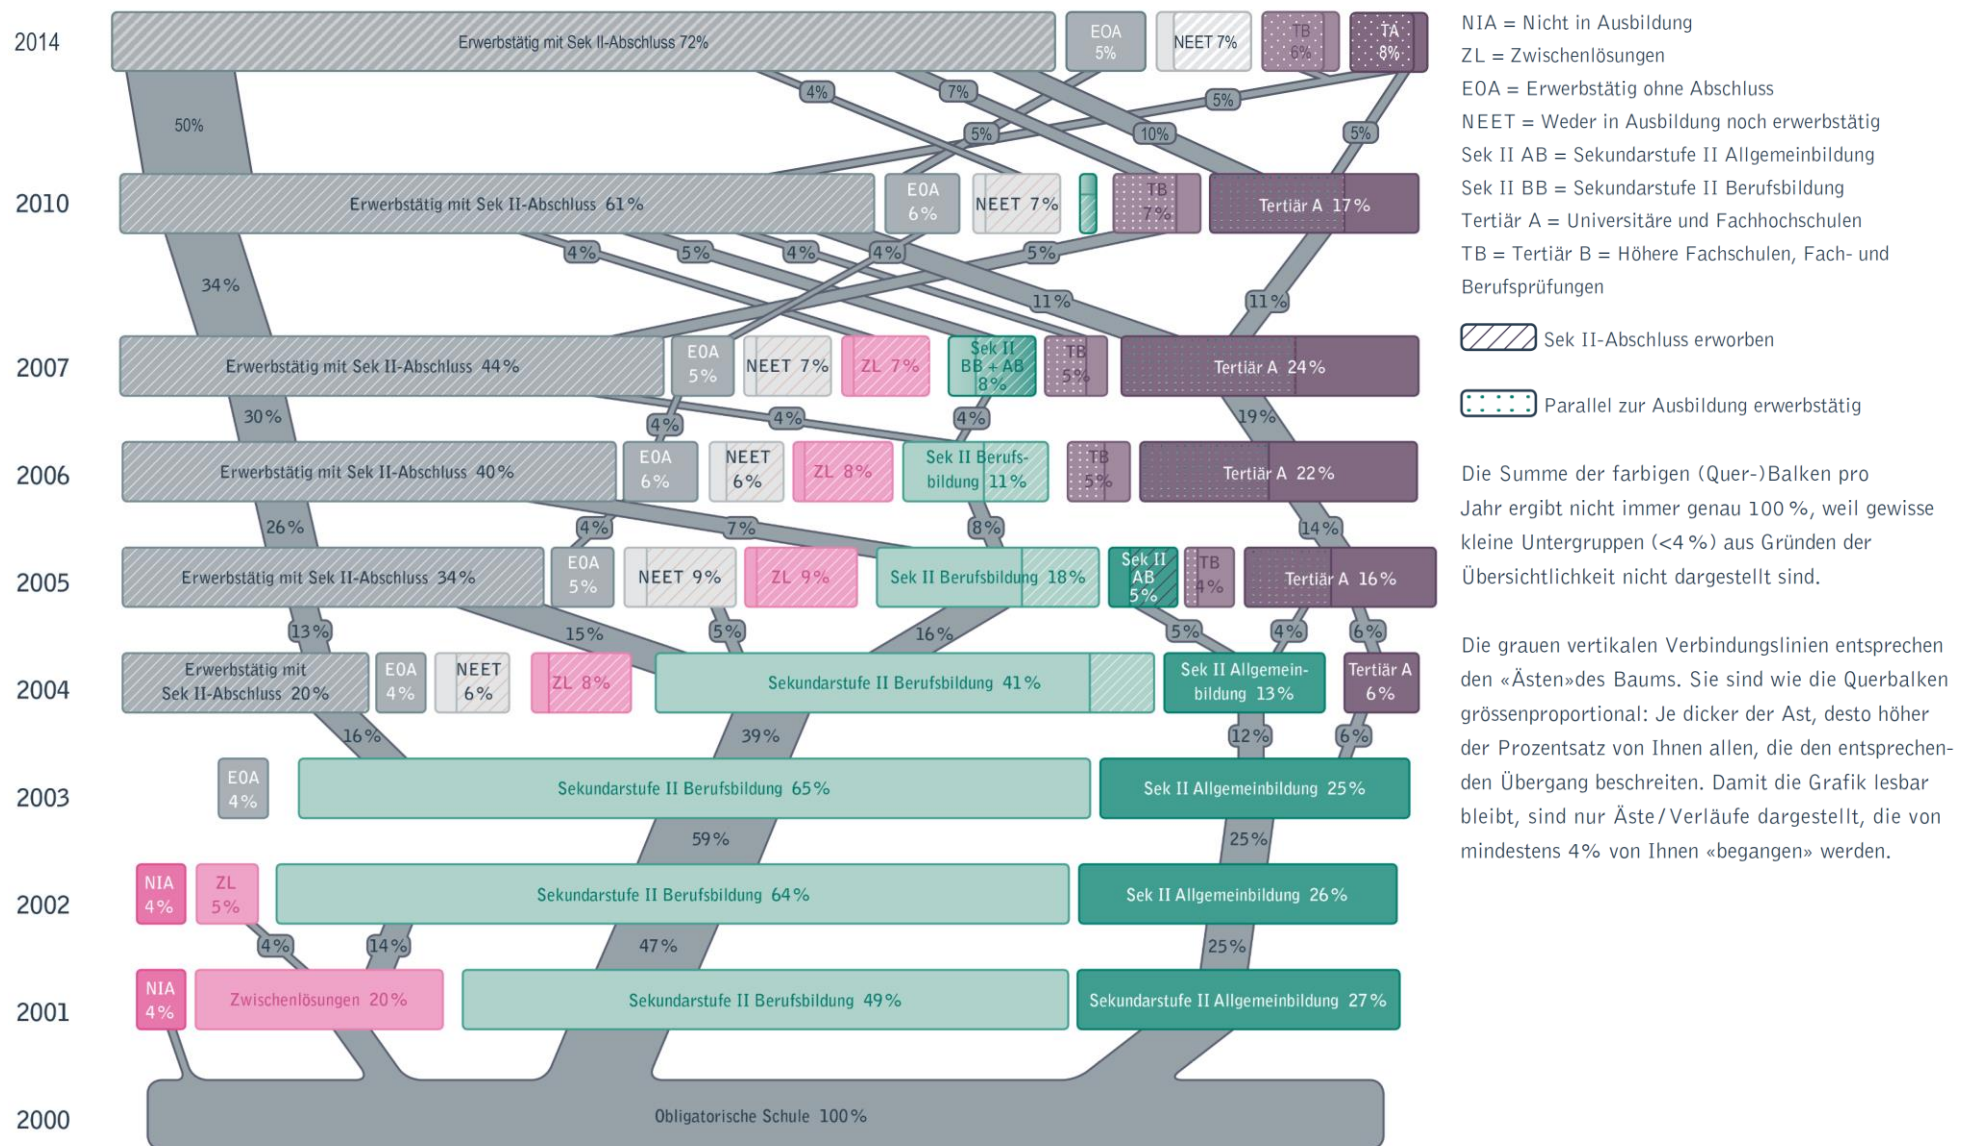 2014
Erwerbstätig mit Sek II-Abschluss 72%
EOA
5%
NEET 7%
TB
6%
TA
8%
4%
7%
5%
50%
5%
10%
5%
2010
Erwerbstätig mit Sek II-Abschluss 61%
EOA
6%
NEET 7%
TB
7%
Tertiär A 17%
4%
5%
4%
4%
5%
34%
11%
11%
2007
Erwerbstätig mit Sek II-Abschluss 44%
EOA
5%
NEET 7%
ZL 7%
Sek II
BB + AB
8%
TB
5%
Tertiär A 24%
30%
4%
4%
4%
19%
2006
Erwerbstätig mit Sek II-Abschluss 40%
EOA
6%
NEET
6%
ZL 8%
Sek II Berufs-
bildung 11%
TB
5%
Tertiär A 22%
26%
4%
7%
8%
14%
2005
Erwerbstätig mit Sek II-Abschluss 34%
EOA
5%
NEET 9%
ZL 9%
Sek II Berufsbildung 18%
Sek II
AB
5%
TB
4%
Tertiär A 16%
13%
15%
5%
16%
5%
4%
6%
2004
Erwerbstätig mit
Sek II-Abschluss 20%
EOA
4%
NEET
6%
ZL 8%
Sekundarstufe II Berufsbildung 41%
Sek II Allgemein-
bildung 13%
Tertiär A
6%
16%
39%
12%
6%
2003
EOA
4%
Sekundarstufe II Berufsbildung 65%
Sek II Allgemeinbildung 25%
59%
25%
2002
NIA
4%
ZL
5%
Sekundarstufe II Berufsbildung 64%
Sek II Allgemeinbildung 26%
4%
14%
47%
25%
2001
NIA
4%
Zwischenlösungen 20%
Sekundarstufe II Berufsbildung 49%
Sekundarstufe II Allgemeinbildung 27%
2000
Obligatorische Schule 100%
NIA = Nicht in Ausbildung
ZL = Zwischenlösungen
EOA = Erwerbstätig ohne Abschluss
NEET = Weder in Ausbildung noch erwerbstätig
Sek II AB = Sekundarstufe II Allgemeinbildung
Sek II BB = Sekundarstufe II Berufsbildung
Tertiär A = Universitäre und Fachhochschulen
TB = Tertiär B = Höhere Fachschulen, Fach- und
Berufsprüfungen
Sek II-Abschluss erworben
Parallel zur Ausbildung erwerbstätig
Die Summe der farbigen (Quer-)Balken pro
Jahr ergibt nicht immer genau 100 %, weil gewisse
kleine Untergruppen (<4 %) aus Gründen der
Übersichtlichkeit nicht dargestellt sind.
Die grauen vertikalen Verbindungslinien entsprechen
den «Ästen»des Baums. Sie sind wie die Querbalken
grössenproportional: Je dicker der Ast, desto höher
der Prozentsatz von Ihnen allen, die den entsprechen-
den Übergang beschreiten. Damit die Grafik lesbar
bleibt, sind nur Äste/Verläufe dargestellt, die von
mindestens 4% von Ihnen «begangen» werden.